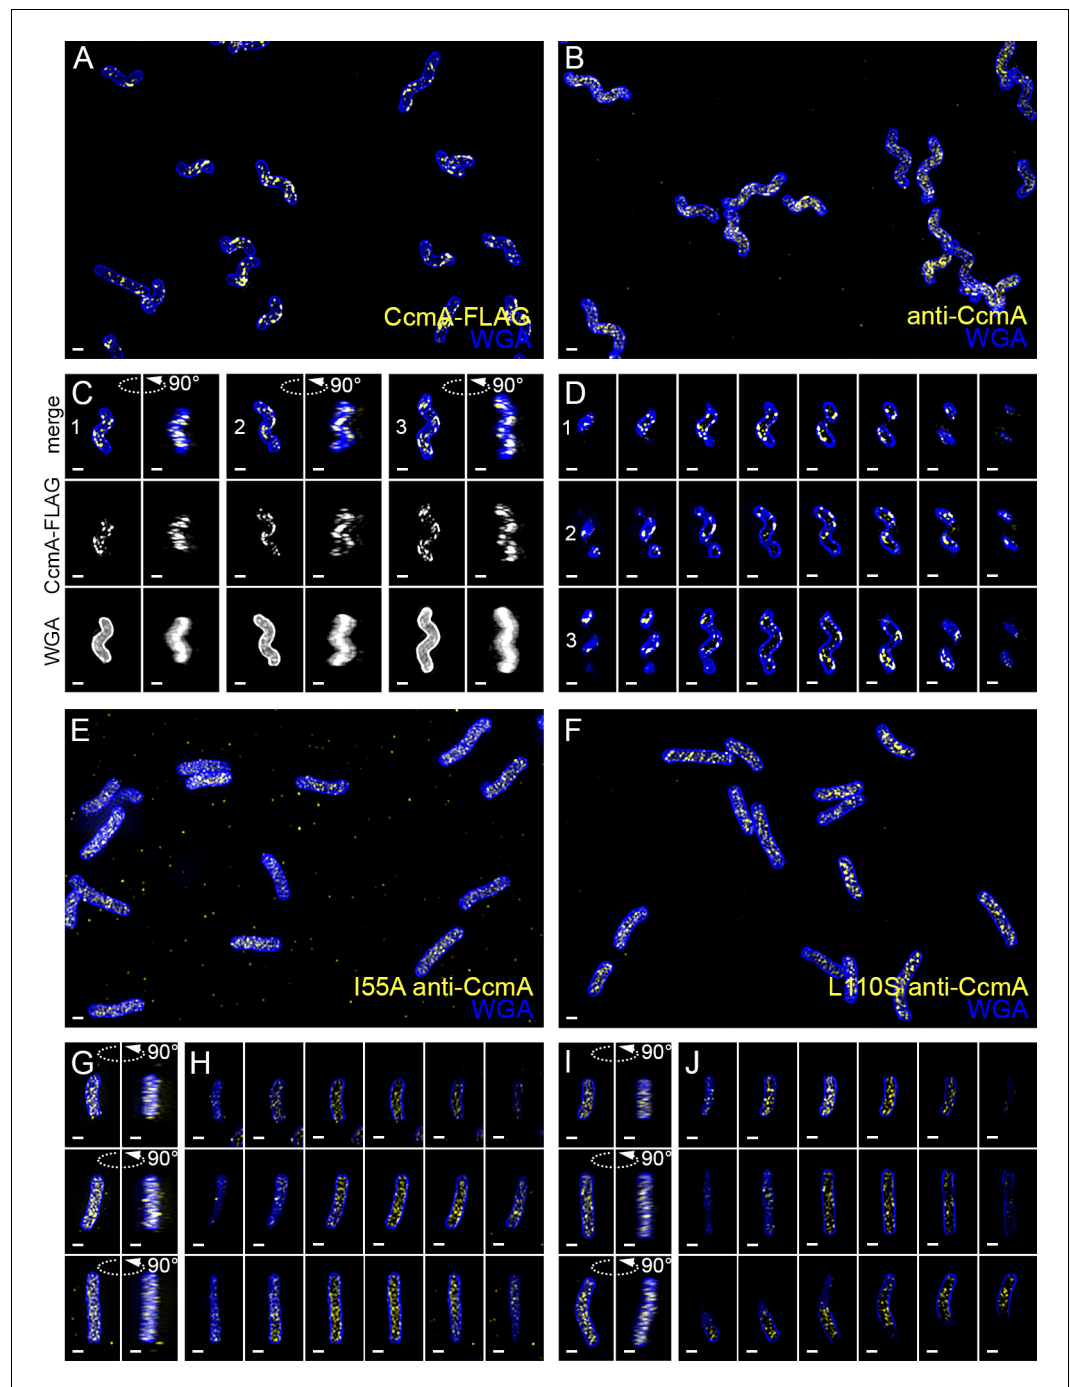 A
CcmA-FLAG
WGA
B
anti-CcmA
WGA
C
90°
90°
90°
merge
1
2
3
CcmA-FLAG
WGA
D
1
2
3
E
I55A anti-CcmA
WGA
F
L110S anti-CcmA
WGA
G
90°
H
90°
90°
I
90°
J
90°
90°